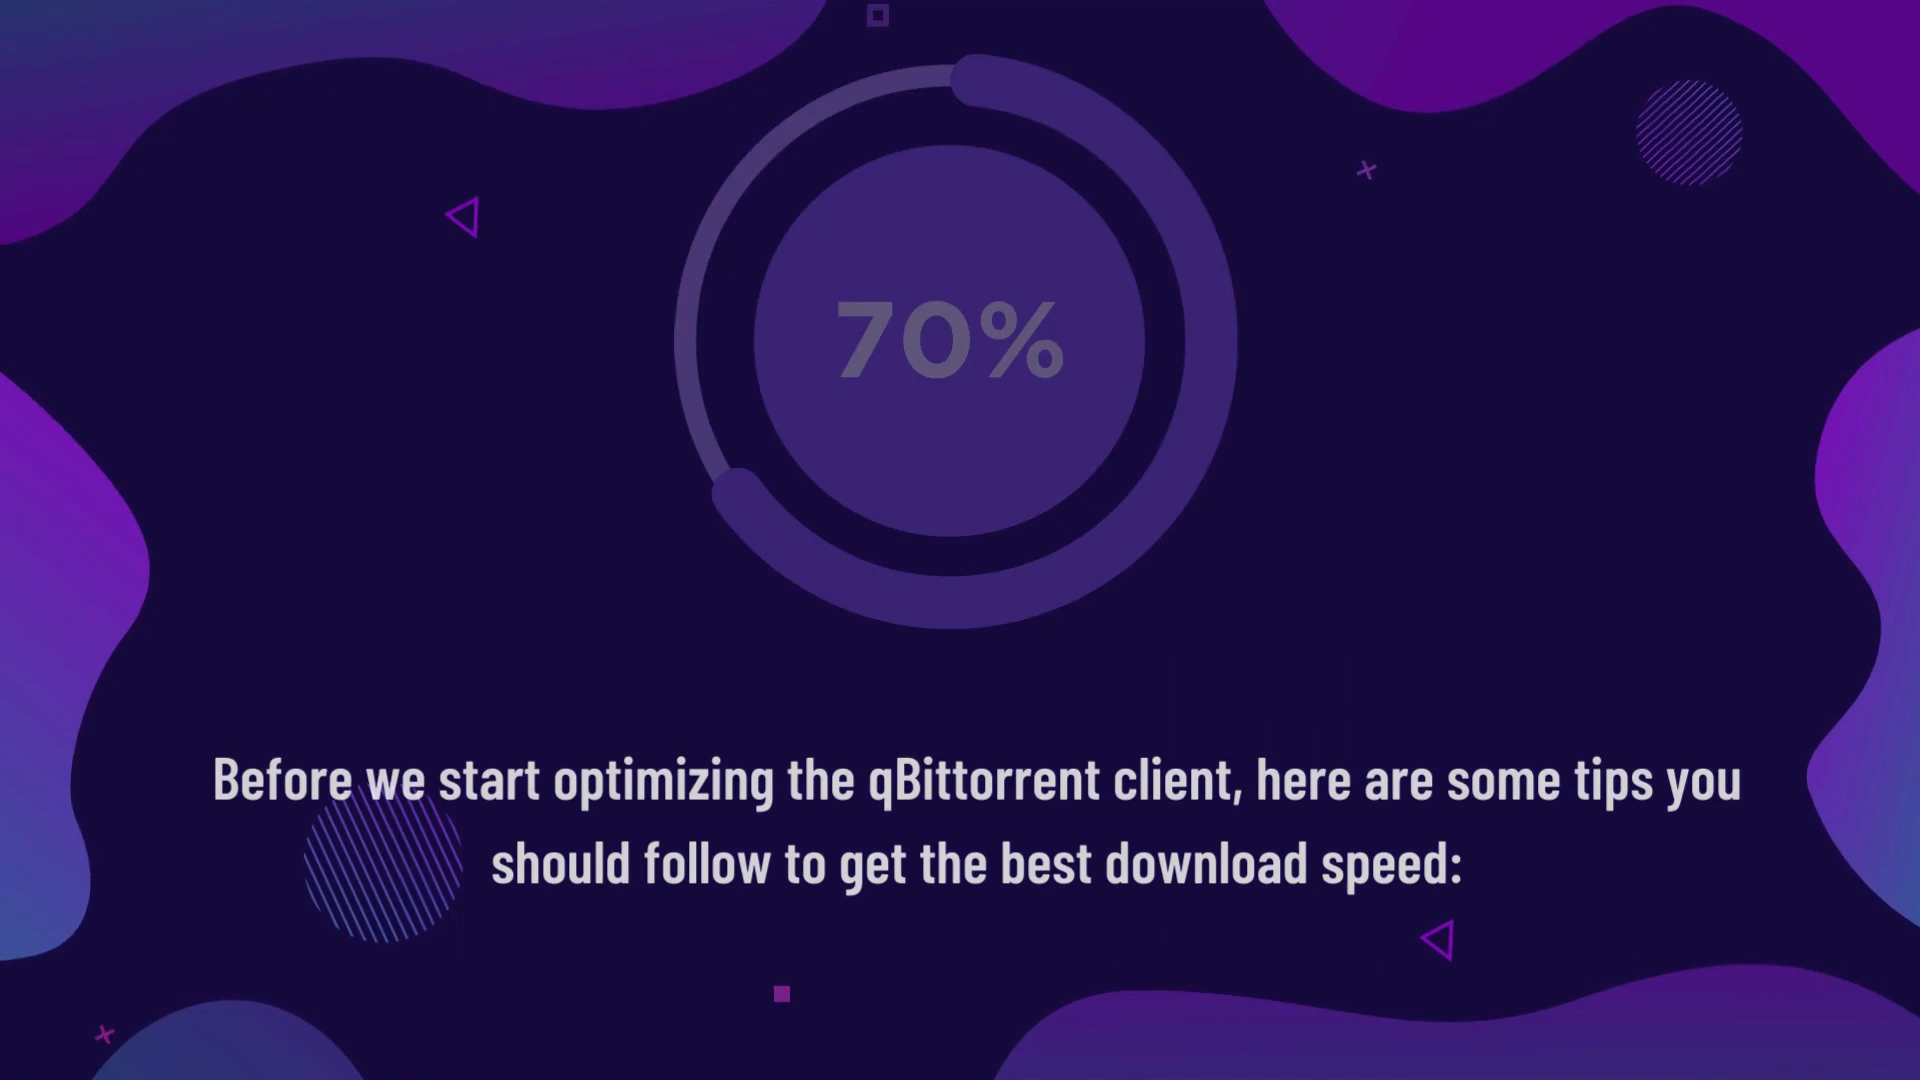 70%
Before we start optimizing the qBittorrent client, here are some tips you
should follow to get the best download speed: